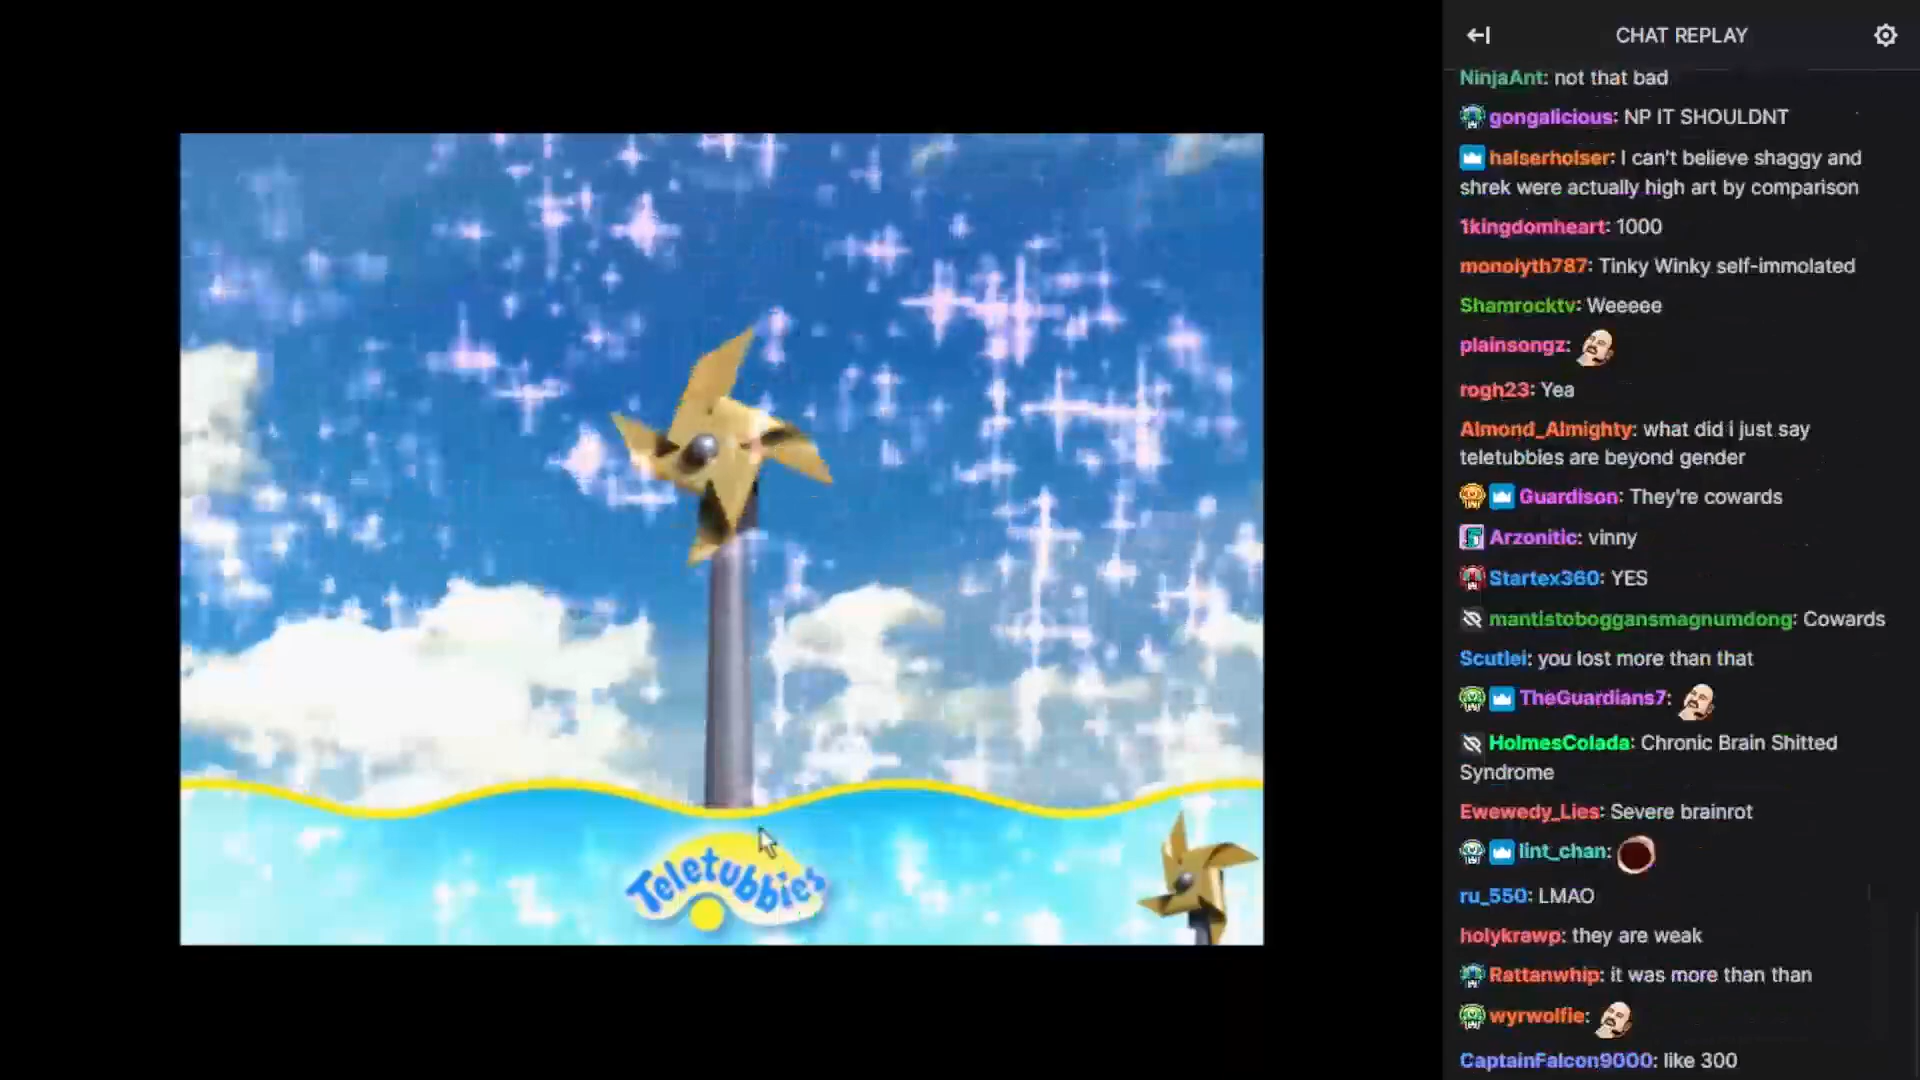 CHAT REPLAY
NinjaAnt: not that bad
gongalicious: NP IT SHOULDNT
halserholser: I can't believe shaggy and
shrek were actually high art by comparison
1kingdomheart: 1000
monolyth787: Tinky Winky self-immolated
Shamrocktv: Weeeee
plainsongz:
rogh23: Yea
Almond_Almighty: what did i just say
teletubbies are beyond gender
Guardison: They're cowards
Arzonitic: vinny
Startex360: YES
mantistoboggansmagnumdong: Cowards
Scutlei: you lost more than that
TheGuardians7:
HolmesColada: Chronic Brain Shitted
Syndrome
Ewewedy_Lies: Severe brainrot
lint_chan:
ru_550: LMAO
holykrawp: they are weak
Rattanwhip: it was more than than
wyrwolfie:
CaptainFalcon9000: like 300
Teletubbies